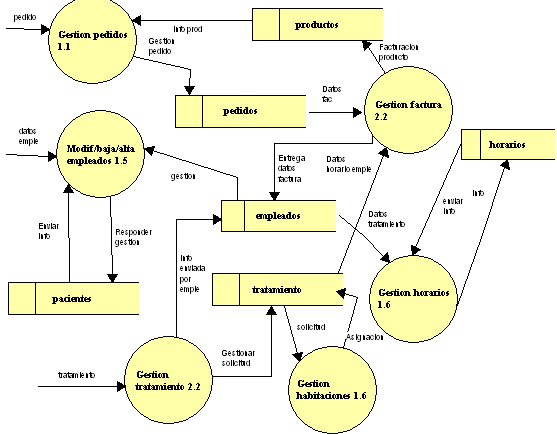 pedido
Gestion pedidos
1.1
Info prod
productos
Gestion
pedido
Facturacion
producto
pedidos
Datos
fac
Gestion factura
2.2
datos
emple
Modif/baja/alta
empleados 1.5
gestion
Entrega
datos
factura
Datos
horario emple
horarios
Enviar
Info
Responder
gestion
empleados
Datos
tratamiento
enviar
Info
Info
pacientes
Info
enviada
por
emple
tratamiento
Gestion horarios
1.6
solicitud
Asignacion
tratamiento
Gestion
tratamiento 2.2
Gestionar
solicitud
Gestion
habitaciones 1.6